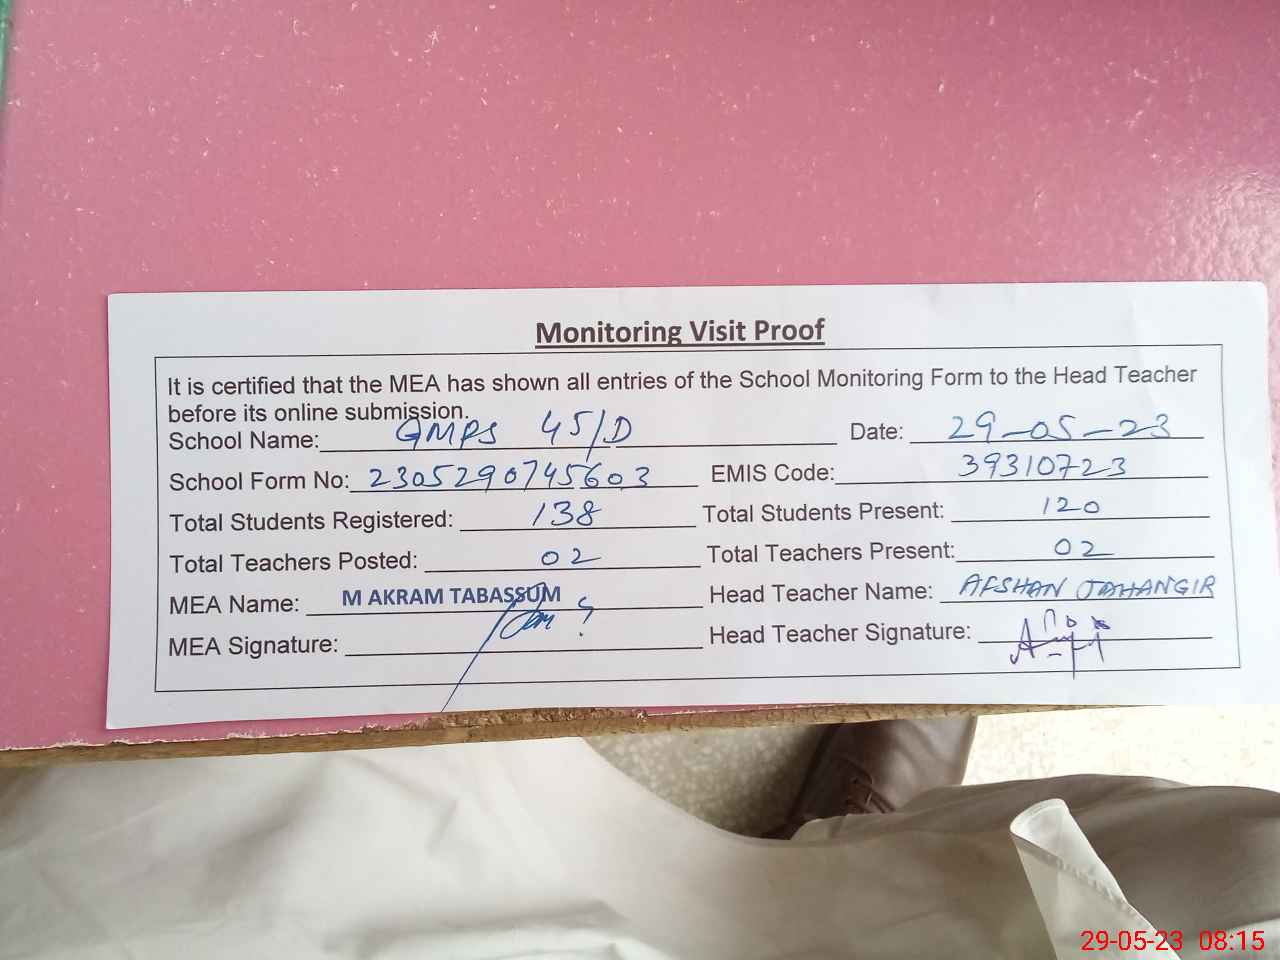 Monitoring Visit Proof
It is certified that the MEA has shown all entries of the School Monitoring Form to the Head Teacher
before its online submission.
School Name: GMPS 45/D Date: 29-05-23
School Form No: 2305290745603 EMIS Code: 39310723
Total Students Registered: 138 Total Students Present: 120
Total Teachers Posted: 02 Total Teachers Present: 02
MEA Name: M AKRAM TABASSUM Head Teacher Name: AFSHAN JAHANGIR
MEA Signature: Head Teacher Signature:
29-05-23 08:15